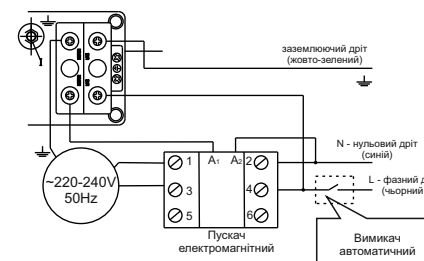 заземлюючий дріт
(жовто-зелений)
N - нульовий дріт
(синій)
L - фазний д
(чьорний
1 A1 A2 2
3 4
5 6
~220-240V
50Hz
Пускач
електромагнітний
Вимикач
автоматичний